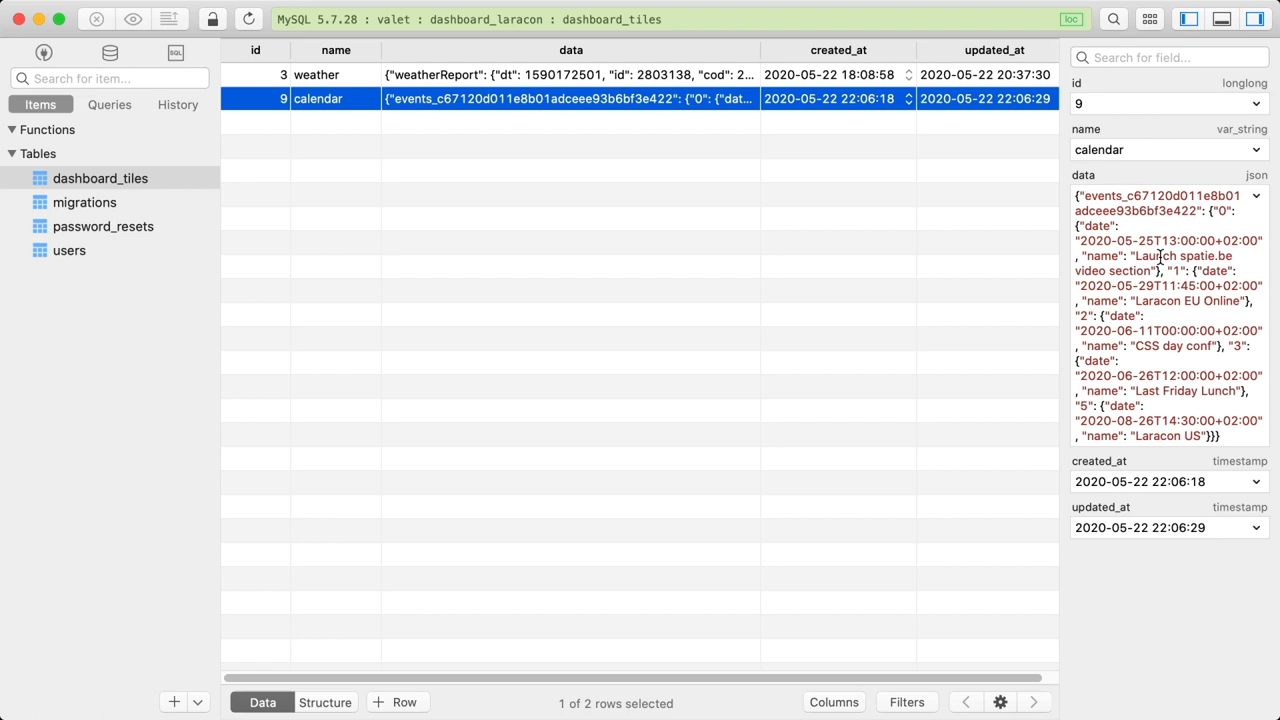 MySQL 5.7.28 : valet : dashboard_laracon : dashboard_tiles
loc
SQL
Search for item...
Items
Queries
History
Functions
Tables
dashboard_tiles
migrations
password_resets
users
id name data created_at updated_at
3 weather {"weatherReport": {"dt": 1590172501, "id": 2803138, "cod": 2... 2020-05-22 18:08:58 2020-05-22 20:37:30
9 calendar {"events_c67120d011e8b01adceee93b6bf3e422": {"0": {"dat... 2020-05-22 22:06:18 2020-05-22 22:06:29
Search for field...
id longlong
9
name var_string
calendar
data json
{"events_c67120d011e8b01
adceee93b6bf3e422": {"0":
{"date":
"2020-05-25T13:00:00+02:00"
, "name": "Launch spatie.be
video section"}, "1": {"date":
"2020-05-29T11:45:00+02:00"
, "name": "Laracon EU Online"},
"2": {"date":
"2020-06-11T00:00:00+02:00"
, "name": "CSS day conf"}, "3":
{"date":
"2020-06-26T12:00:00+02:00"
, "name": "Last Friday Lunch"},
"5": {"date":
"2020-08-26T14:30:00+02:00"
, "name": "Laracon US"}}}
created_at timestamp
2020-05-22 22:06:18
updated_at timestamp
2020-05-22 22:06:29
Data
Structure
Row
1 of 2 rows selected
Columns
Filters